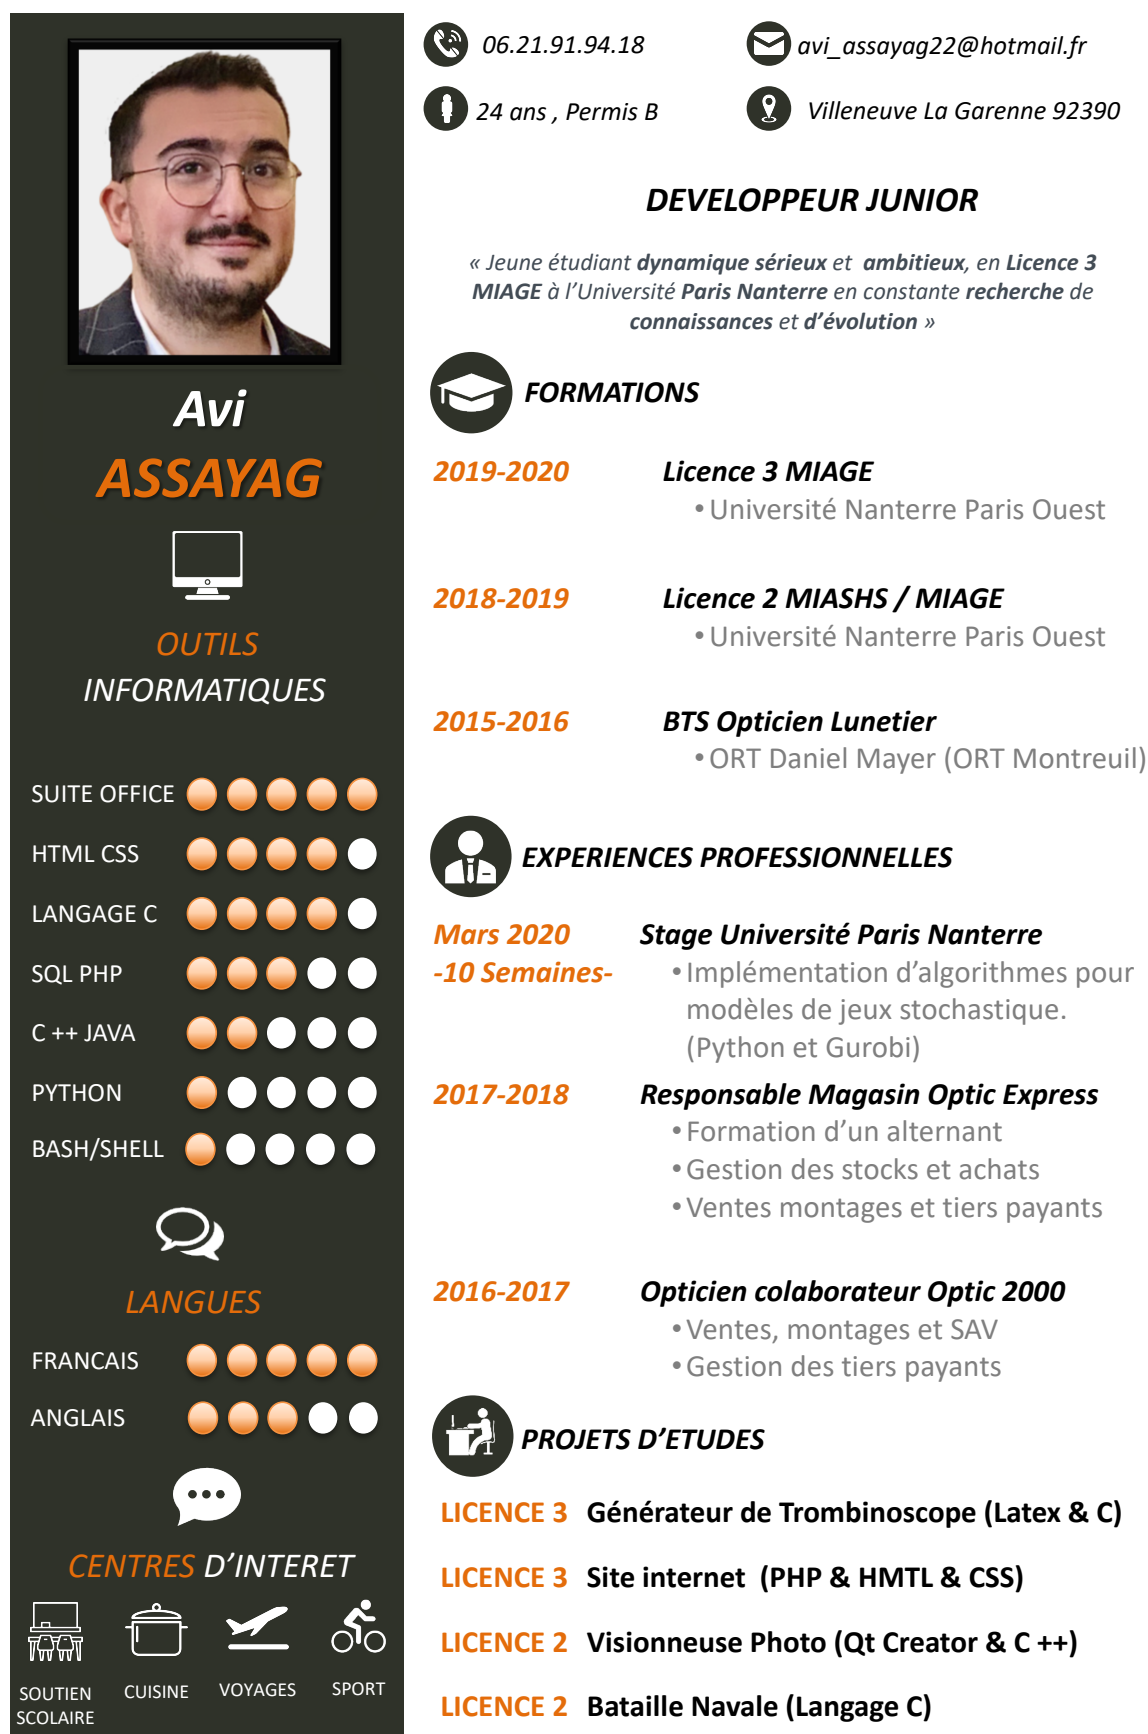 06.21.91.94.18
avi_assayag22@hotmail.fr
24 ans , Permis B
Villeneuve La Garenne 92390
Avi
ASSAYAG
OUTILS
INFORMATIQUES
SUITE OFFICE
HTML CSS
LANGAGE C
SQL PHP
C ++ JAVA
PYTHON
BASH/SHELL
LANGUES
FRANCAIS
ANGLAIS
CENTRES D’INTERET
SOUTIEN
SCOLAIRE
CUISINE
VOYAGES
SPORT
DEVELOPPEUR JUNIOR
« Jeune étudiant dynamique sérieux et ambitieux, en Licence 3
MIAGE à l’Université Paris Nanterre en constante recherche de
connaissances et d’évolution »
FORMATIONS
2019-2020 Licence 3 MIAGE
• Université Nanterre Paris Ouest
2018-2019 Licence 2 MIASHS / MIAGE
• Université Nanterre Paris Ouest
2015-2016 BTS Opticien Lunetier
• ORT Daniel Mayer (ORT Montreuil)
EXPERIENCES PROFESSIONNELLES
Mars 2020 Stage Université Paris Nanterre
-10 Semaines- • Implémentation d’algorithmes pour
modèles de jeux stochastique.
(Python et Gurobi)
2017-2018 Responsable Magasin Optic Express
• Formation d’un alternant
• Gestion des stocks et achats
• Ventes montages et tiers payants
2016-2017 Opticien colaborateur Optic 2000
• Ventes, montages et SAV
• Gestion des tiers payants
PROJETS D’ETUDES
LICENCE 3 Générateur de Trombinoscope (Latex & C)
LICENCE 3 Site internet (PHP & HMTL & CSS)
LICENCE 2 Visionneuse Photo (Qt Creator & C ++)
LICENCE 2 Bataille Navale (Langage C)